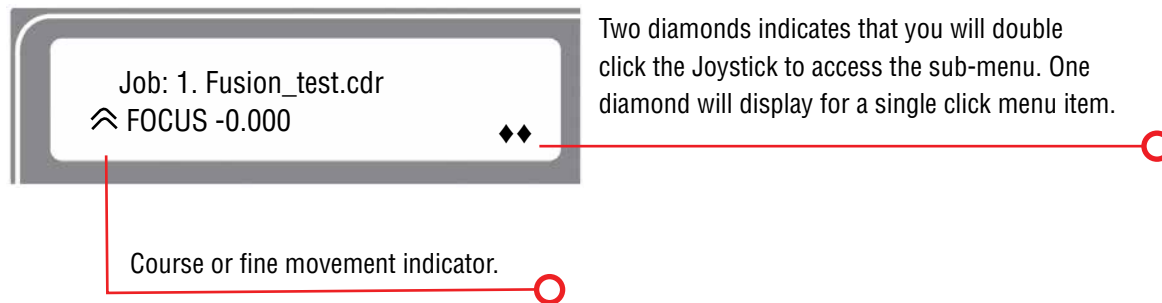 Job: 1. Fusion_test.cdr
FOCUS -0.000
♦♦
Two diamonds indicates that you will double
click the Joystick to access the sub-menu. One
diamond will display for a single click menu item.
Course or fine movement indicator.